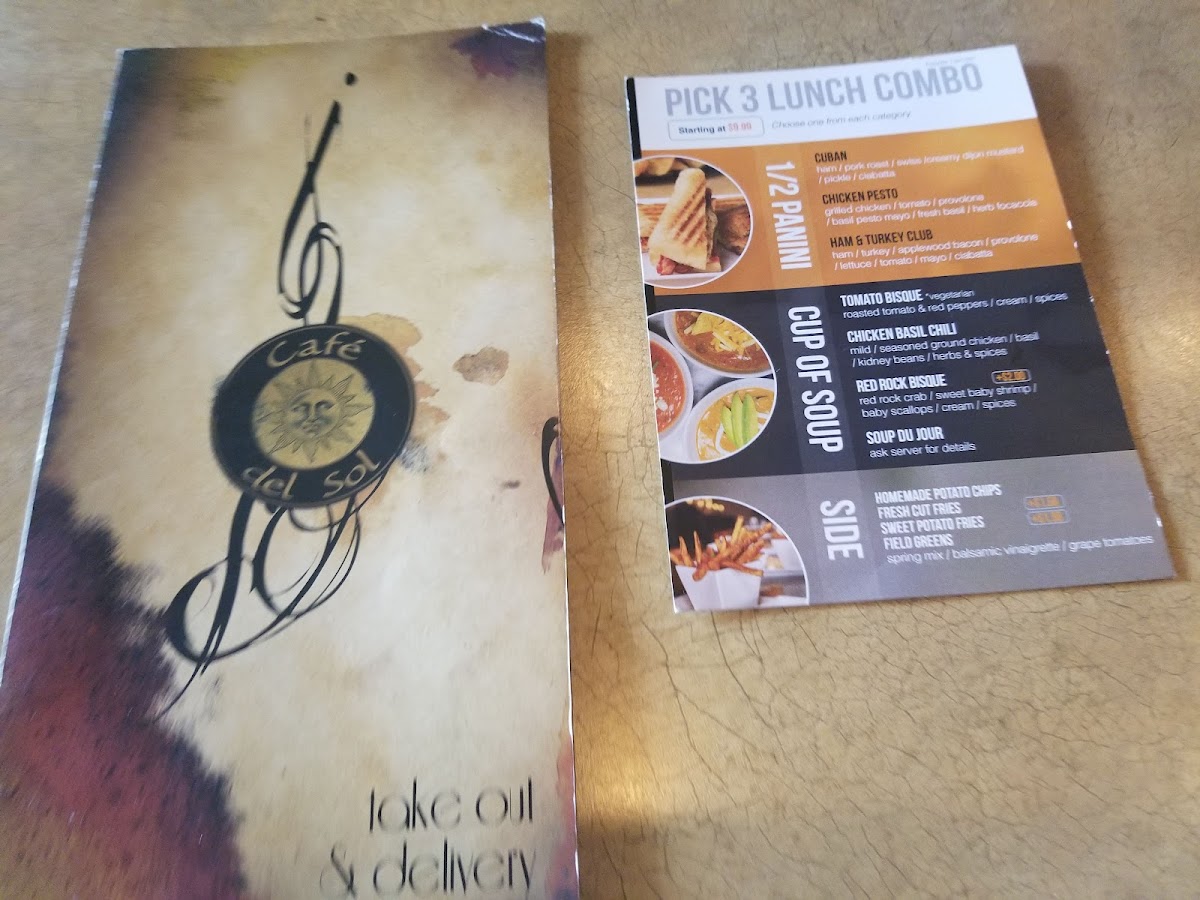 Café
del Sol
take out
& delivery
PICK 3 LUNCH COMBO
Starting at $9.99
Choose one from each category
1/2 PANINI
CUBAN
ham / pork roast / swiss /creamy dijon mustard
/ pickle / ciabatta
CHICKEN PESTO
grilled chicken / tomato / provolone
/ basil pesto mayo / fresh basil / herb focaccia
HAM & TURKEY CLUB
ham / turkey / applewood bacon / provolone
/ lettuce / tomato / mayo / ciabatta
CUP OF SOUP
TOMATO BISQUE *vegetarian
roasted tomato & red peppers / cream / spices
CHICKEN BASIL CHILI
mild / seasoned ground chicken / basil
/ kidney beans / herbs & spices
RED ROCK BISQUE +$2.00
red rock crab / sweet baby shrimp /
baby scallops / cream / spices
SOUP DU JOUR
ask server for details
SIDE
HOMEMADE POTATO CHIPS
FRESH CUT FRIES
SWEET POTATO FRIES
FIELD GREENS
spring mix / balsamic vinaigrette / grape tomatoes